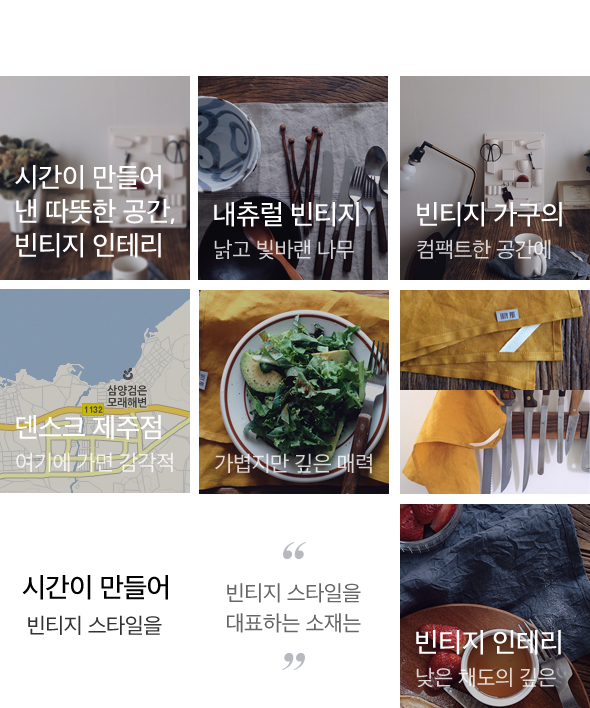 시간이 만들어
낸 따뜻한 공간,
빈티지 인테리
내츄럴 빈티지
낡고 빛바랜 나무
빈티지 가구의
컴팩트한 공간에
삼양검은
모래해변
1132
덴스크 제주점
여기에 가면 감각적
가볍지만 깊은 매력
시간이 만들어
빈티지 스타일을
“
빈티지 스타일을
대표하는 소재는
”
빈티지 인테리
낮은 채도의 깊은